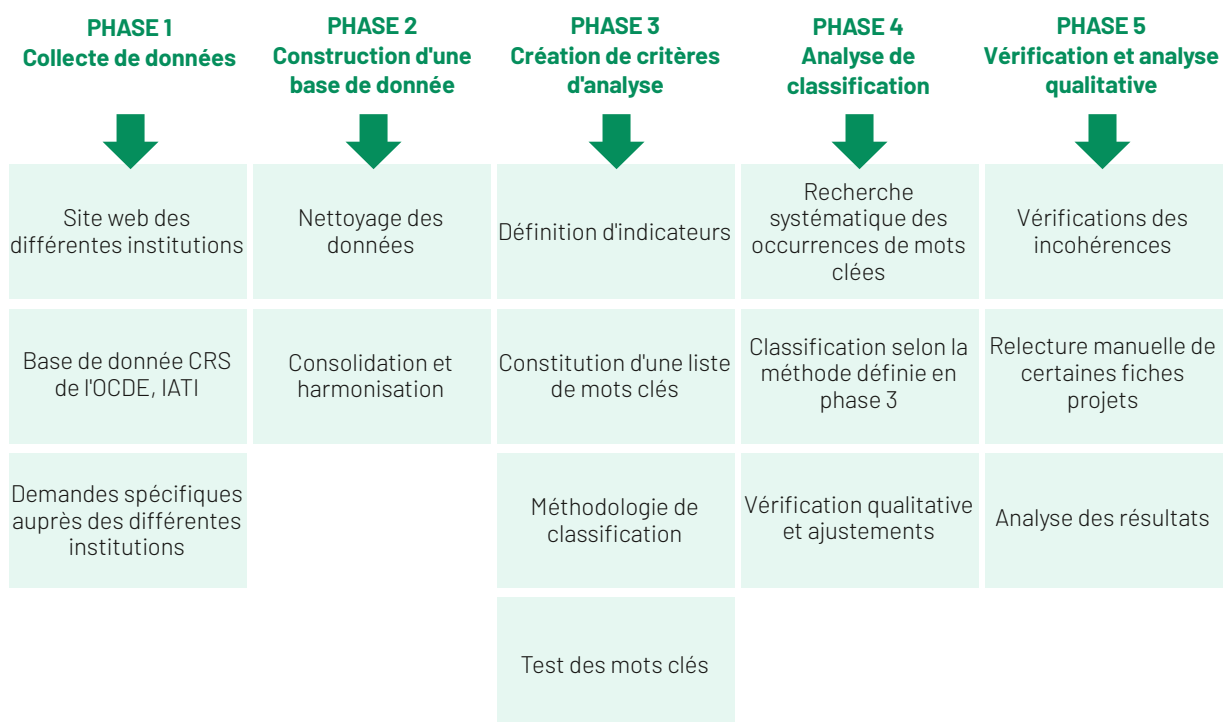 PHASE 1
Collecte de données
PHASE 2
Construction d'une
base de donnée
PHASE 3
Création de critères
d'analyse
PHASE 4
Analyse de
classification
PHASE 5
Vérification et analyse
qualitative
Site web des
différentes institutions
Nettoyage des
données
Définition d'indicateurs
Recherche
systématique des
occurrences de mots
clées
Vérifications des
incohérences
Base de donnée CRS
de l'OCDE, IATI
Consolidation et
harmonisation
Constitution d'une liste
de mots clés
Classification selon la
méthode définie en
phase 3
Relecture manuelle de
certaines fiches
projets
Demandes spécifiques
auprès des différentes
institutions
Méthodologie de
classification
Vérification qualitative
et ajustements
Analyse des résultats
Test des mots clés